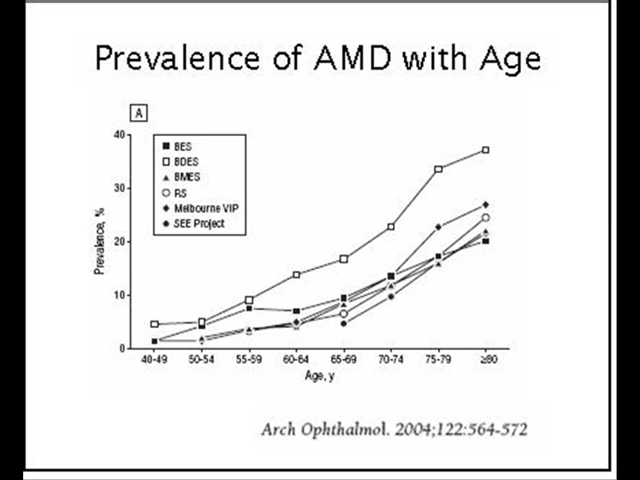 Prevalence of AMD with Age
A
40
30
20
10
0
Prevalence, %
BES
BDES
BMES
RS
Melbourne VIP
SEE Project
40-49 50-54 55-59 60-64 65-69 70-74 75-79 ≥80
Age, y
Arch Ophthalmol. 2004;122:564-572